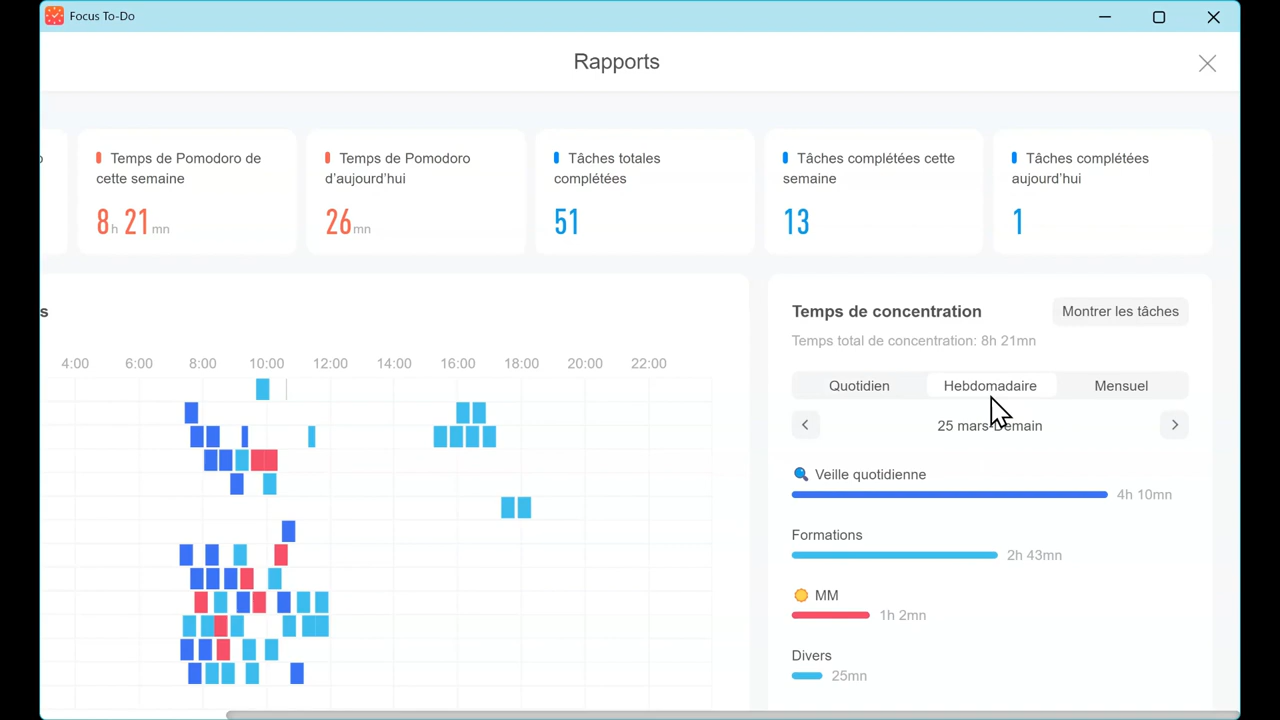 Focus To-Do
Rapports
Temps de Pomodoro de
cette semaine
8h 21mn
Temps de Pomodoro
d'aujourd'hui
26mn
Tâches totales
complétées
51
Tâches complétées cette
semaine
13
Tâches complétées
aujourd'hui
1
s
4:00 6:00 8:00 10:00 12:00 14:00 16:00 18:00 20:00 22:00
Temps de concentration
Montrer les tâches
Temps total de concentration: 8h 21mn
Quotidien Hebdomadaire Mensuel
25 mars-Demain
Veille quotidienne
4h 10mn
Formations
2h 43mn
MM
1h 2mn
Divers
25mn